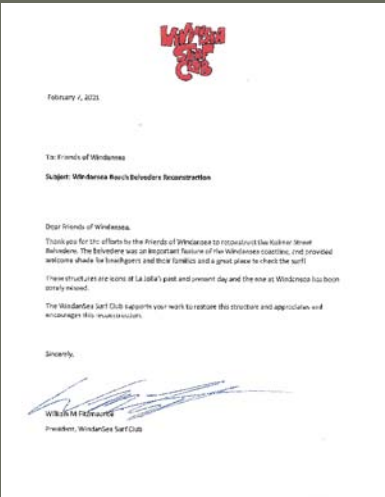 WindanSea
Surf
Club
February 7, 2021
To: Friends of Windansea
Subject: Windansea Beach Belvedere Reconstruction
Dear Friends of Windansea,
Thank you for the efforts by the Friends of Windansea to reconstruct the Kolmar Street
Belvedere. The Belvedere was an important feature of the Windansea coastline, and provided
welcome shade for beachgoers and their families and a great place to check the surf!
These structures are icons of La Jolla's past and present day and the one at Windansea has been
sorely missed.
The WindanSea Surf Club supports your work to restore this structure and appreciates and
encourages this reconstruction.
Sincerely,
William M Fitzmaurice
President, WindanSea Surf Club